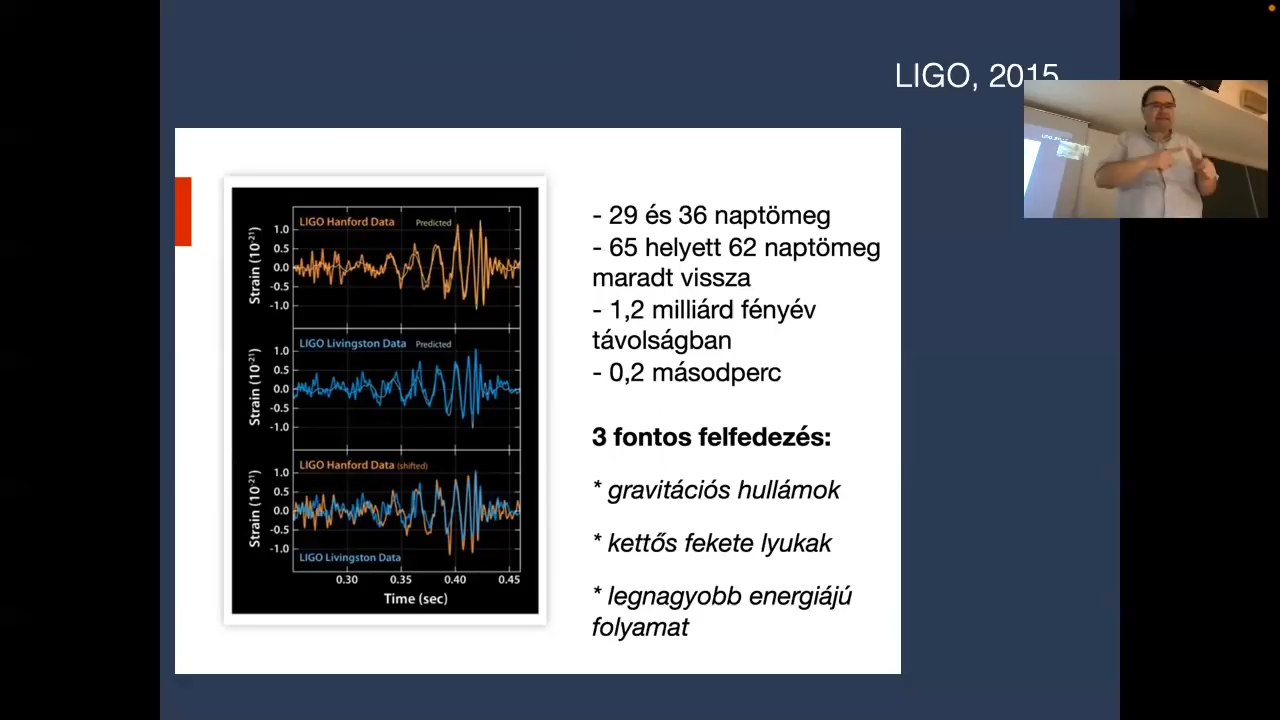 LIGO, 2015
LIGO Hanford Data Predicted
1.0
0.5
0.0
-0.5
-1.0
Strain (10⁻²¹)
LIGO Livingston Data Predicted
1.0
0.5
0.0
-0.5
-1.0
Strain (10⁻²¹)
LIGO Hanford Data (shifted)
1.0
0.5
0.0
-0.5
-1.0
Strain (10⁻²¹)
LIGO Livingston Data
0.30 0.35 0.40 0.45
Time (sec)
- 29 és 36 naptömeg
- 65 helyett 62 naptömeg
maradt vissza
- 1,2 milliárd fényév
távolságban
- 0,2 másodperc
3 fontos felfedezés:
* gravitációs hullámok
* kettős fekete lyukak
* legnagyobb energiájú
folyamat